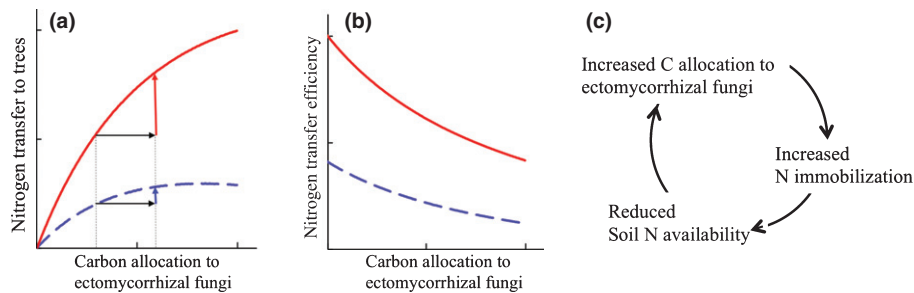 (a)
Nitrogen transfer to trees
Carbon allocation to
ectomycorrhizal fungi
(b)
Nitrogen transfer efficiency
Carbon allocation to
ectomycorrhizal fungi
(c)
Increased C allocation to
ectomycorrhizal fungi
Increased
N immobilization
Reduced
Soil N availability